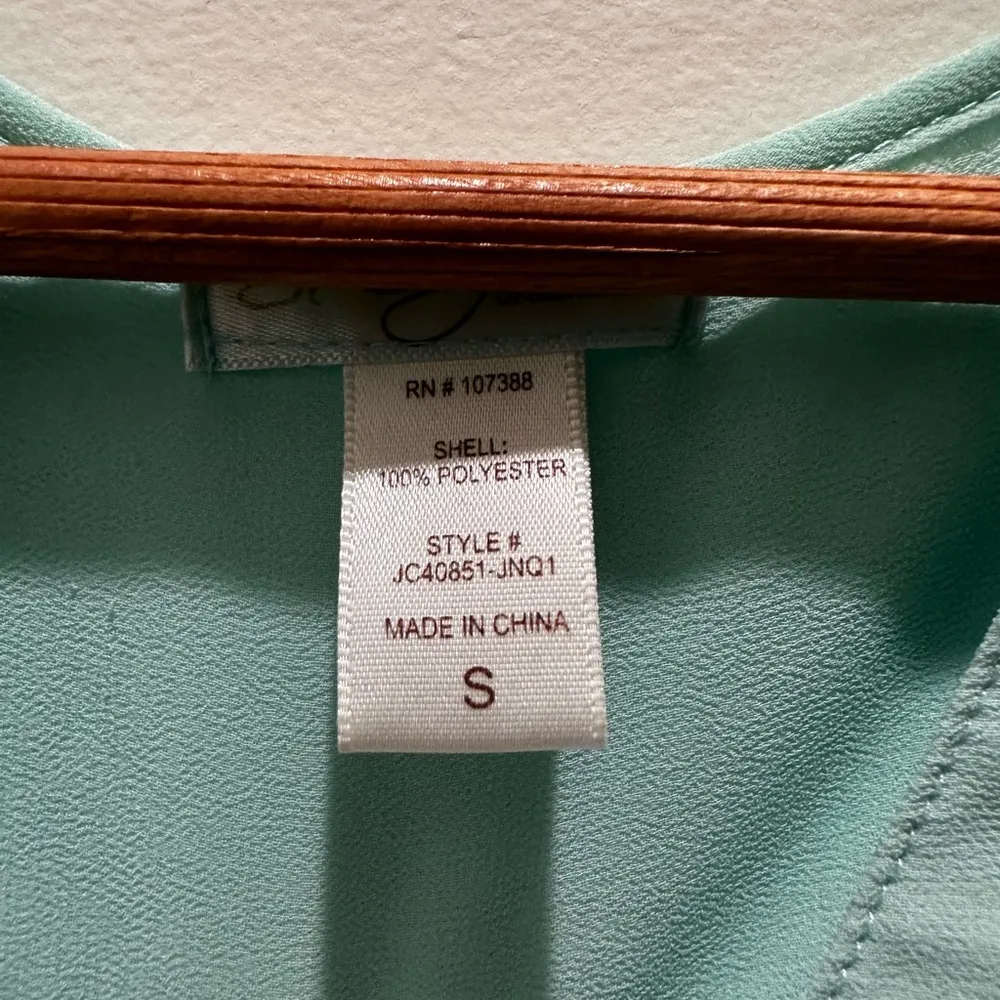 RN # 107388
SHELL:
100% POLYESTER
STYLE #
JC40851-JNQ1
MADE IN CHINA
S